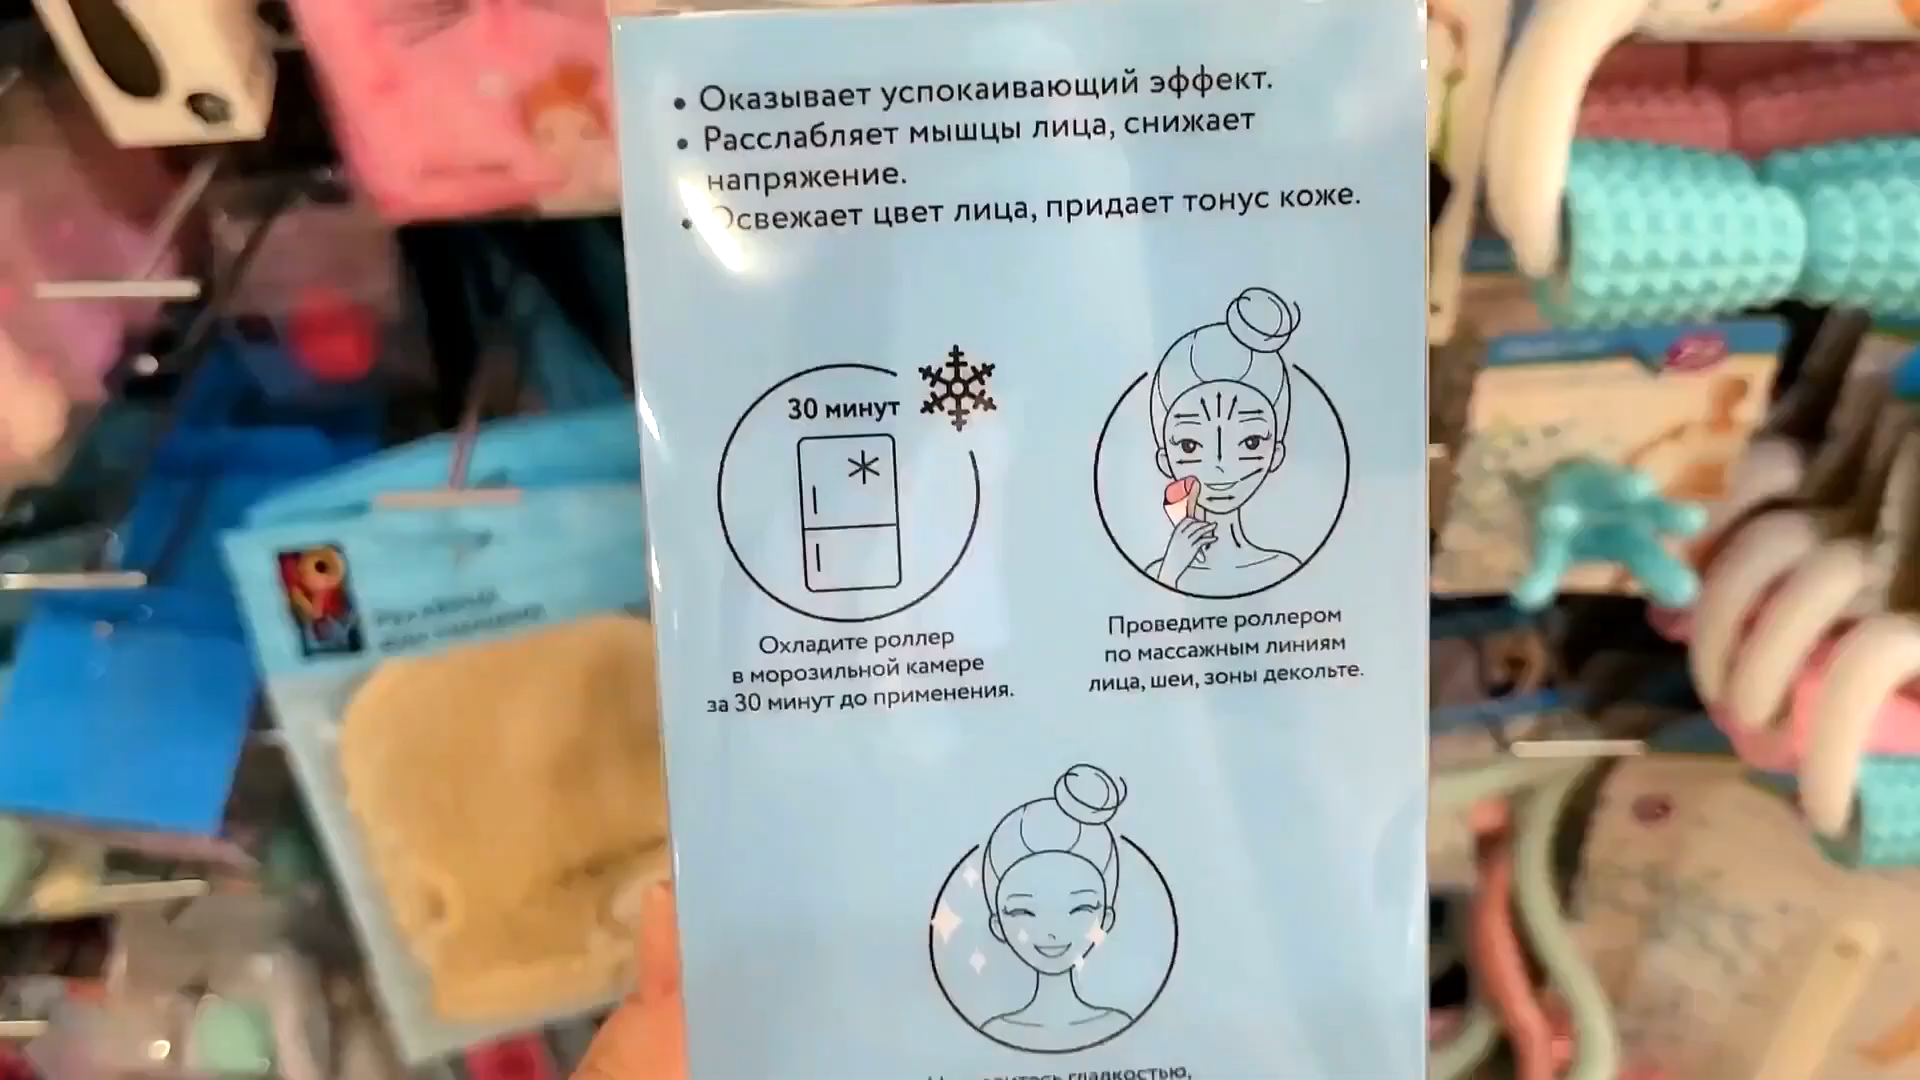 • Оказывает успокаивающий эффект.
• Расслабляет мышцы лица, снижает
напряжение.
• Освежает цвет лица, придает тонус коже.
30 минут
Охладите роллер
в морозильной камере
за 30 минут до применения.
Проведите роллером
по массажным линиям
лица, шеи, зоны декольте.
гладкостью,